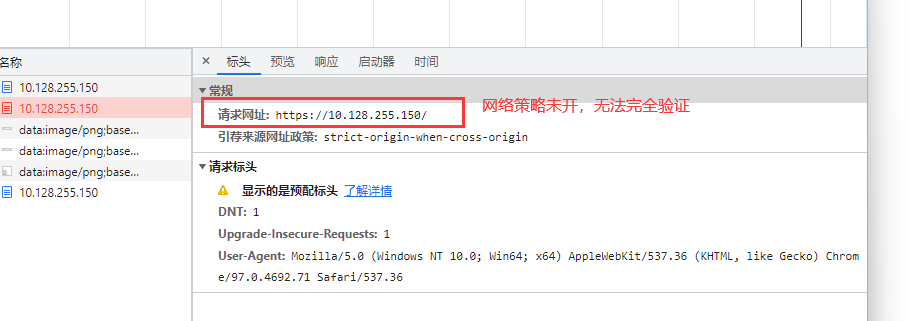 名称
10.128.255.150
10.128.255.150
data:image/png;base...
data:image/png;base...
data:image/png;base...
10.128.255.150
× 标头 预览 响应 启动器 时间
▼常规
请求网址: https://10.128.255.150/
网络策略未开，无法完全验证
引荐来源网址政策: strict-origin-when-cross-origin
▼请求标头
显示的是预配标头 了解详情
DNT: 1
Upgrade-Insecure-Requests: 1
User-Agent: Mozilla/5.0 (Windows NT 10.0; Win64; x64) AppleWebKit/537.36 (KHTML, like Gecko) Chrom
e/97.0.4692.71 Safari/537.36